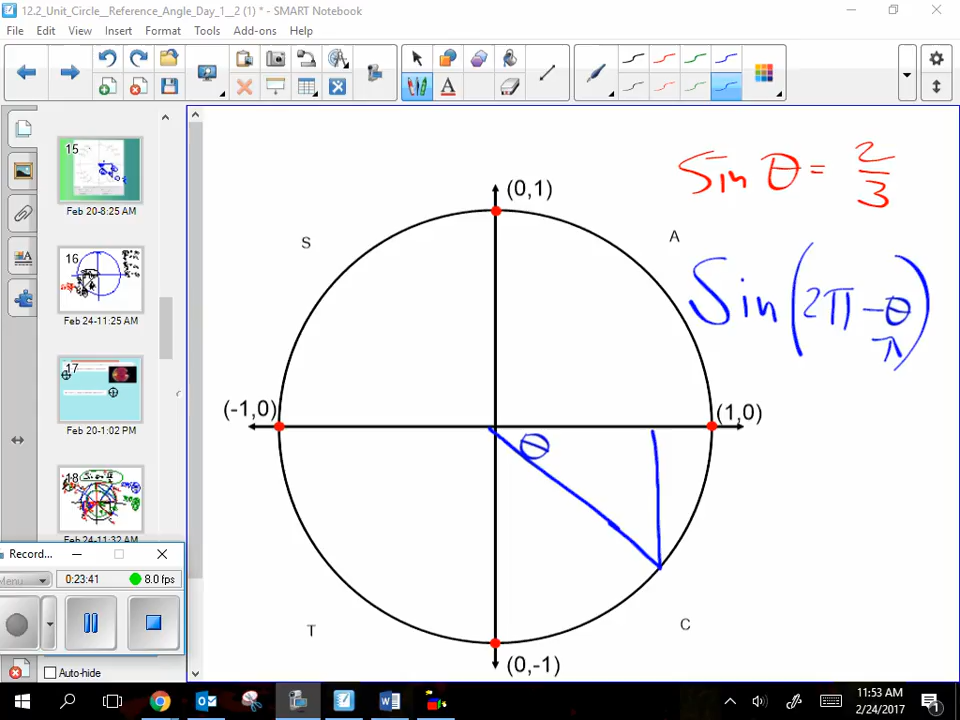 12.2_Unit_Circle__Reference_Angle_Day_1__2 (1) * - SMART Notebook
File Edit View Insert Format Tools Add-ons Help
15
Feb 20-8:25 AM
16
Feb 24-11:25 AM
17
Feb 20-1:02 PM
18
Feb 24-11:32 AM
Sin θ = 2/3
(0,1)
S
A
Sin(2π - θ)
(-1,0)
(1,0)
θ
T
C
(0,-1)
Record...
Menu
0:23:41 8.0 fps
Auto-hide
11:53 AM
2/24/2017
1